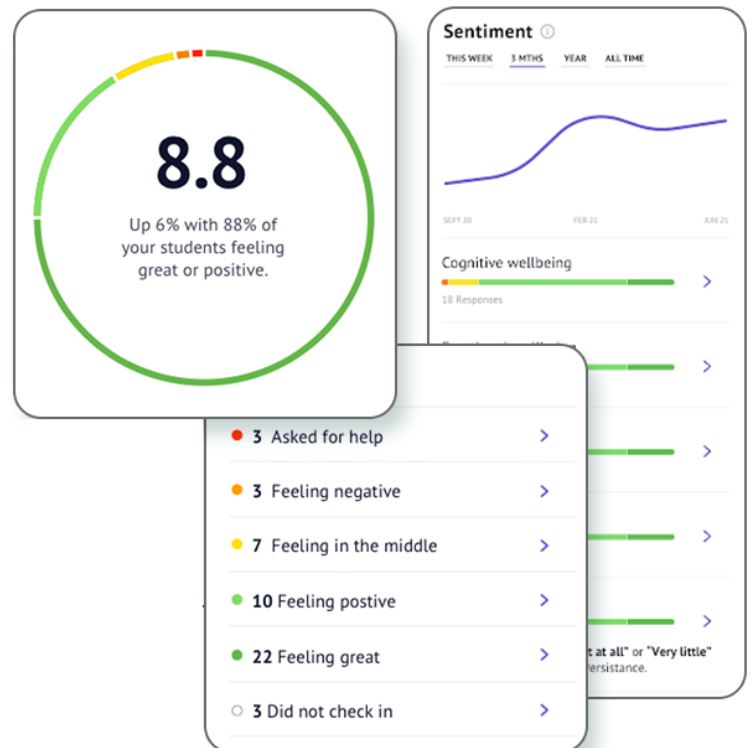 8.8
Up 6% with 88% of
your students feeling
great or positive.
Sentiment
THIS WEEK 3 MTHS YEAR ALL TIME
SEPT 20 FEB 21 JUN 21
Cognitive wellbeing
18 Responses
3 Asked for help
3 Feeling negative
7 Feeling in the middle
10 Feeling postive
22 Feeling great
3 Did not check in
at all" or "Very little"